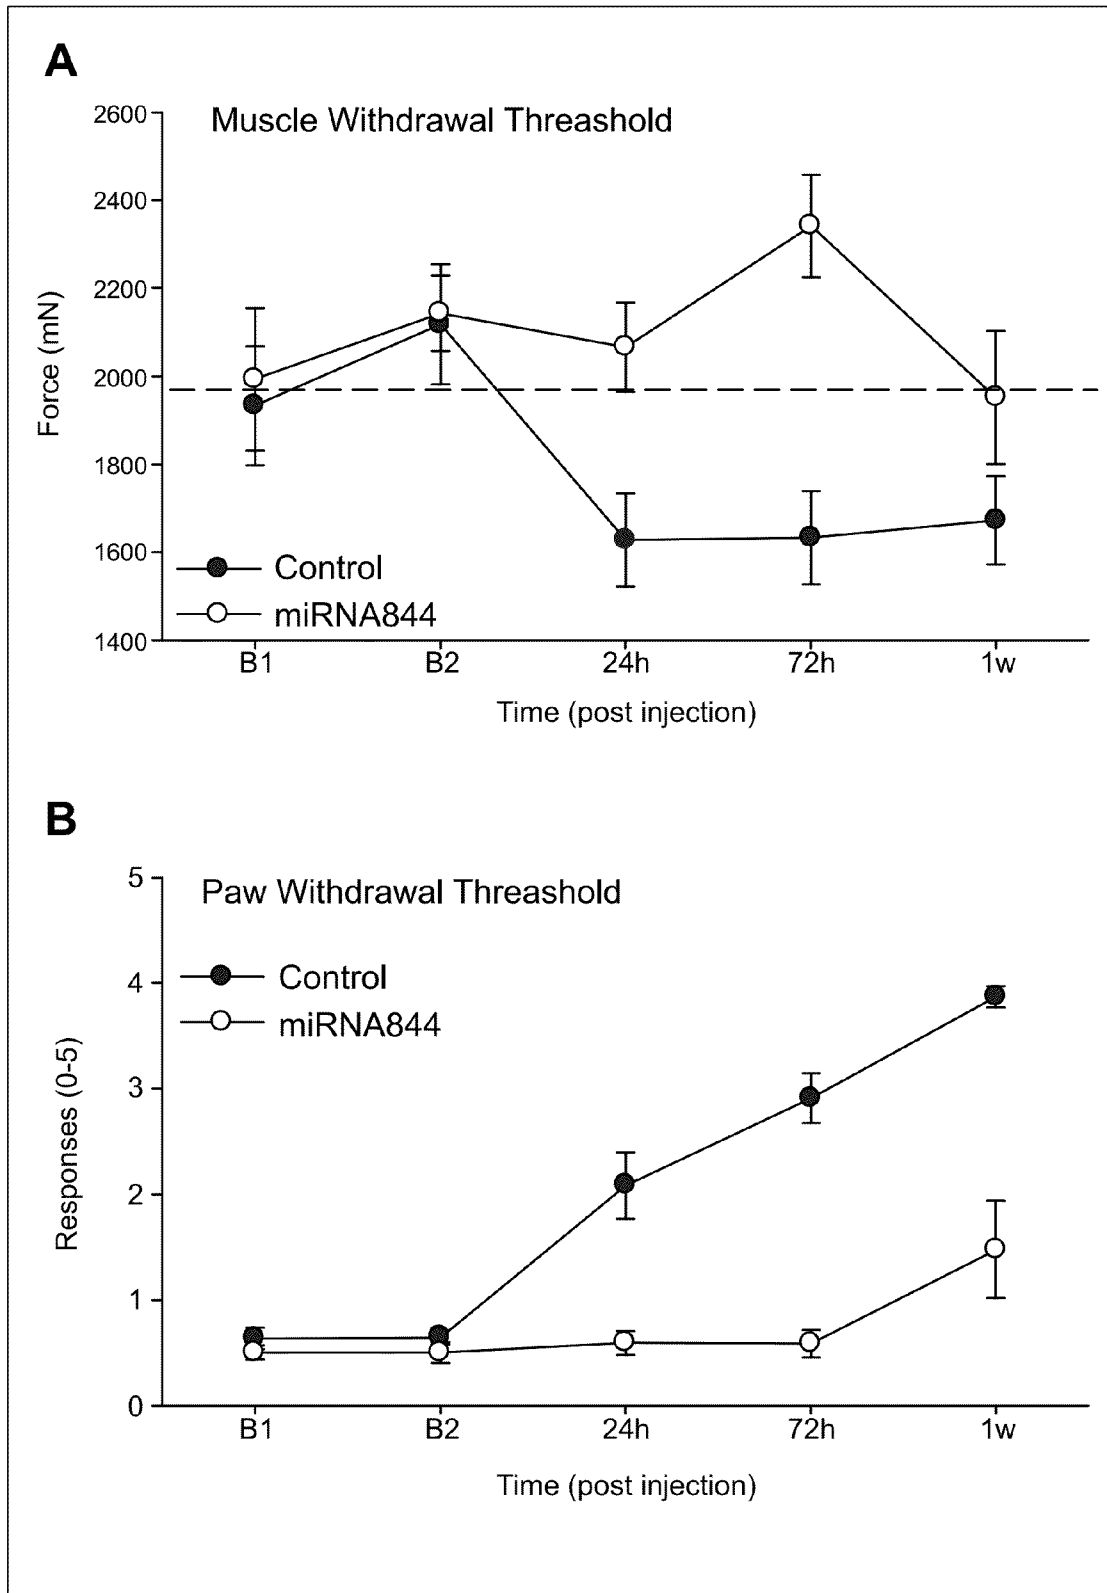 A
Muscle Withdrawal Threashold
2600
2400
2200
2000
1800
1600
1400
Force (mN)
Control
miRNA844
B1 B2 24h 72h 1w
Time (post injection)
B
Paw Withdrawal Threashold
5
4
3
2
1
0
Responses (0-5)
Control
miRNA844
B1 B2 24h 72h 1w
Time (post injection)